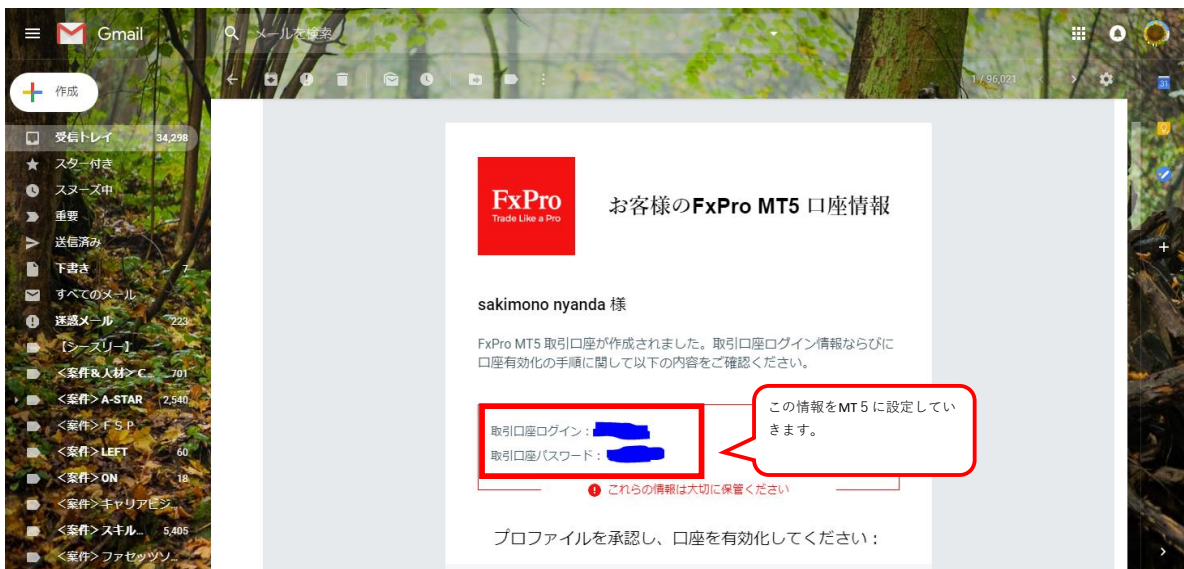 Gmail
メールを検索
作成
1 / 96,021
31
受信トレイ 34,298
スター付き
スヌーズ中
重要
送信済み
下書き 7
すべてのメール
迷惑メール 223
【シースリー】
<案件&人材> C... 701
<案件> A-STAR 2,540
<案件> F S P
<案件> LEFT 60
<案件> ON 18
<案件> キャリアビジ...
<案件> スキル... 5,405
<案件> ファセッツソ...
FxPro
Trade Like a Pro
お客様のFxPro MT5 口座情報
sakimono nyanda 様
FxPro MT5 取引口座が作成されました。取引口座ログイン情報ならびに
口座有効化の手順に関して以下の内容をご確認ください。
取引口座ログイン :
取引口座パスワード :
この情報をMT5に設定してい
きます。
これらの情報は大切に保管ください
プロファイルを承認し、口座を有効化してください :